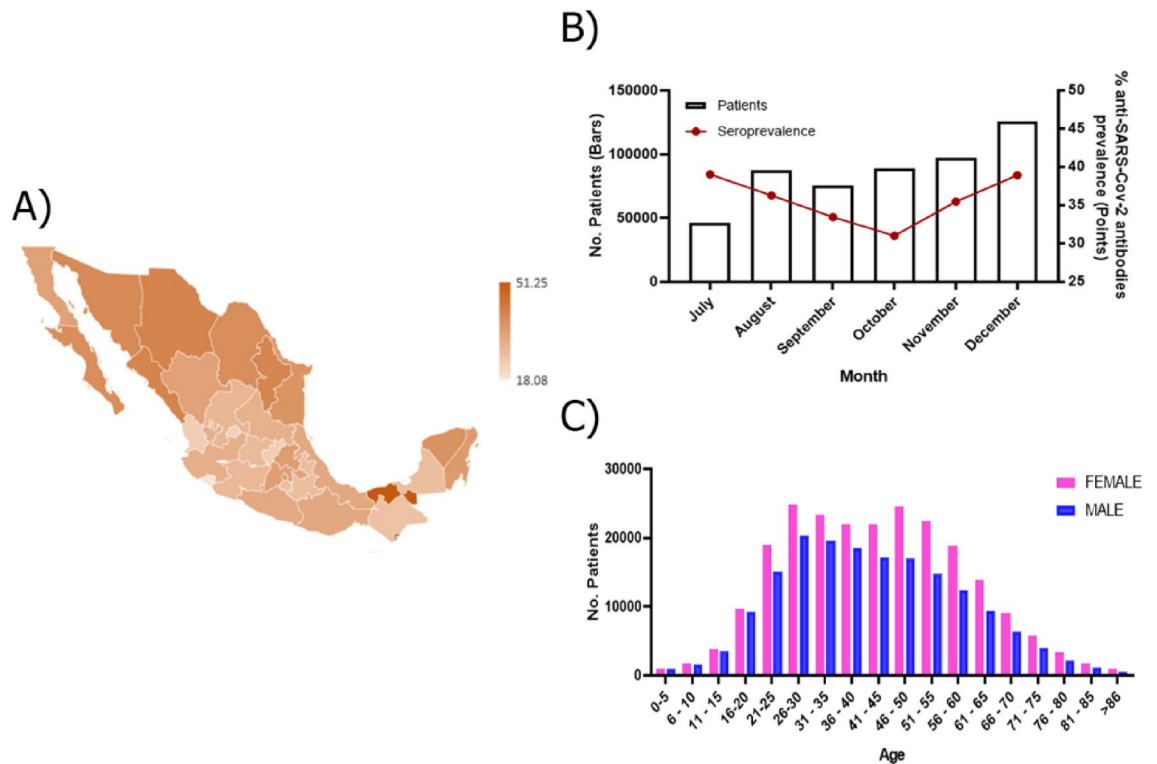 A)
51.25
18.08
B)
150000
100000
50000
0
No. Patients (Bars)
Patients
Seroprevalence
50
45
40
35
30
25
% anti-SARS-Cov-2 antibodies
prevalence (Points)
July
August
September
October
November
December
Month
C)
30000
20000
10000
0
No. Patients
FEMALE
MALE
0-5
6 - 10
11 - 15
16-20
21-25
26-30
31 - 35
36 - 40
41 - 45
46 - 50
51 - 55
56 - 60
61 - 65
66 - 70
71 - 75
76 - 80
81 - 85
>86
Age